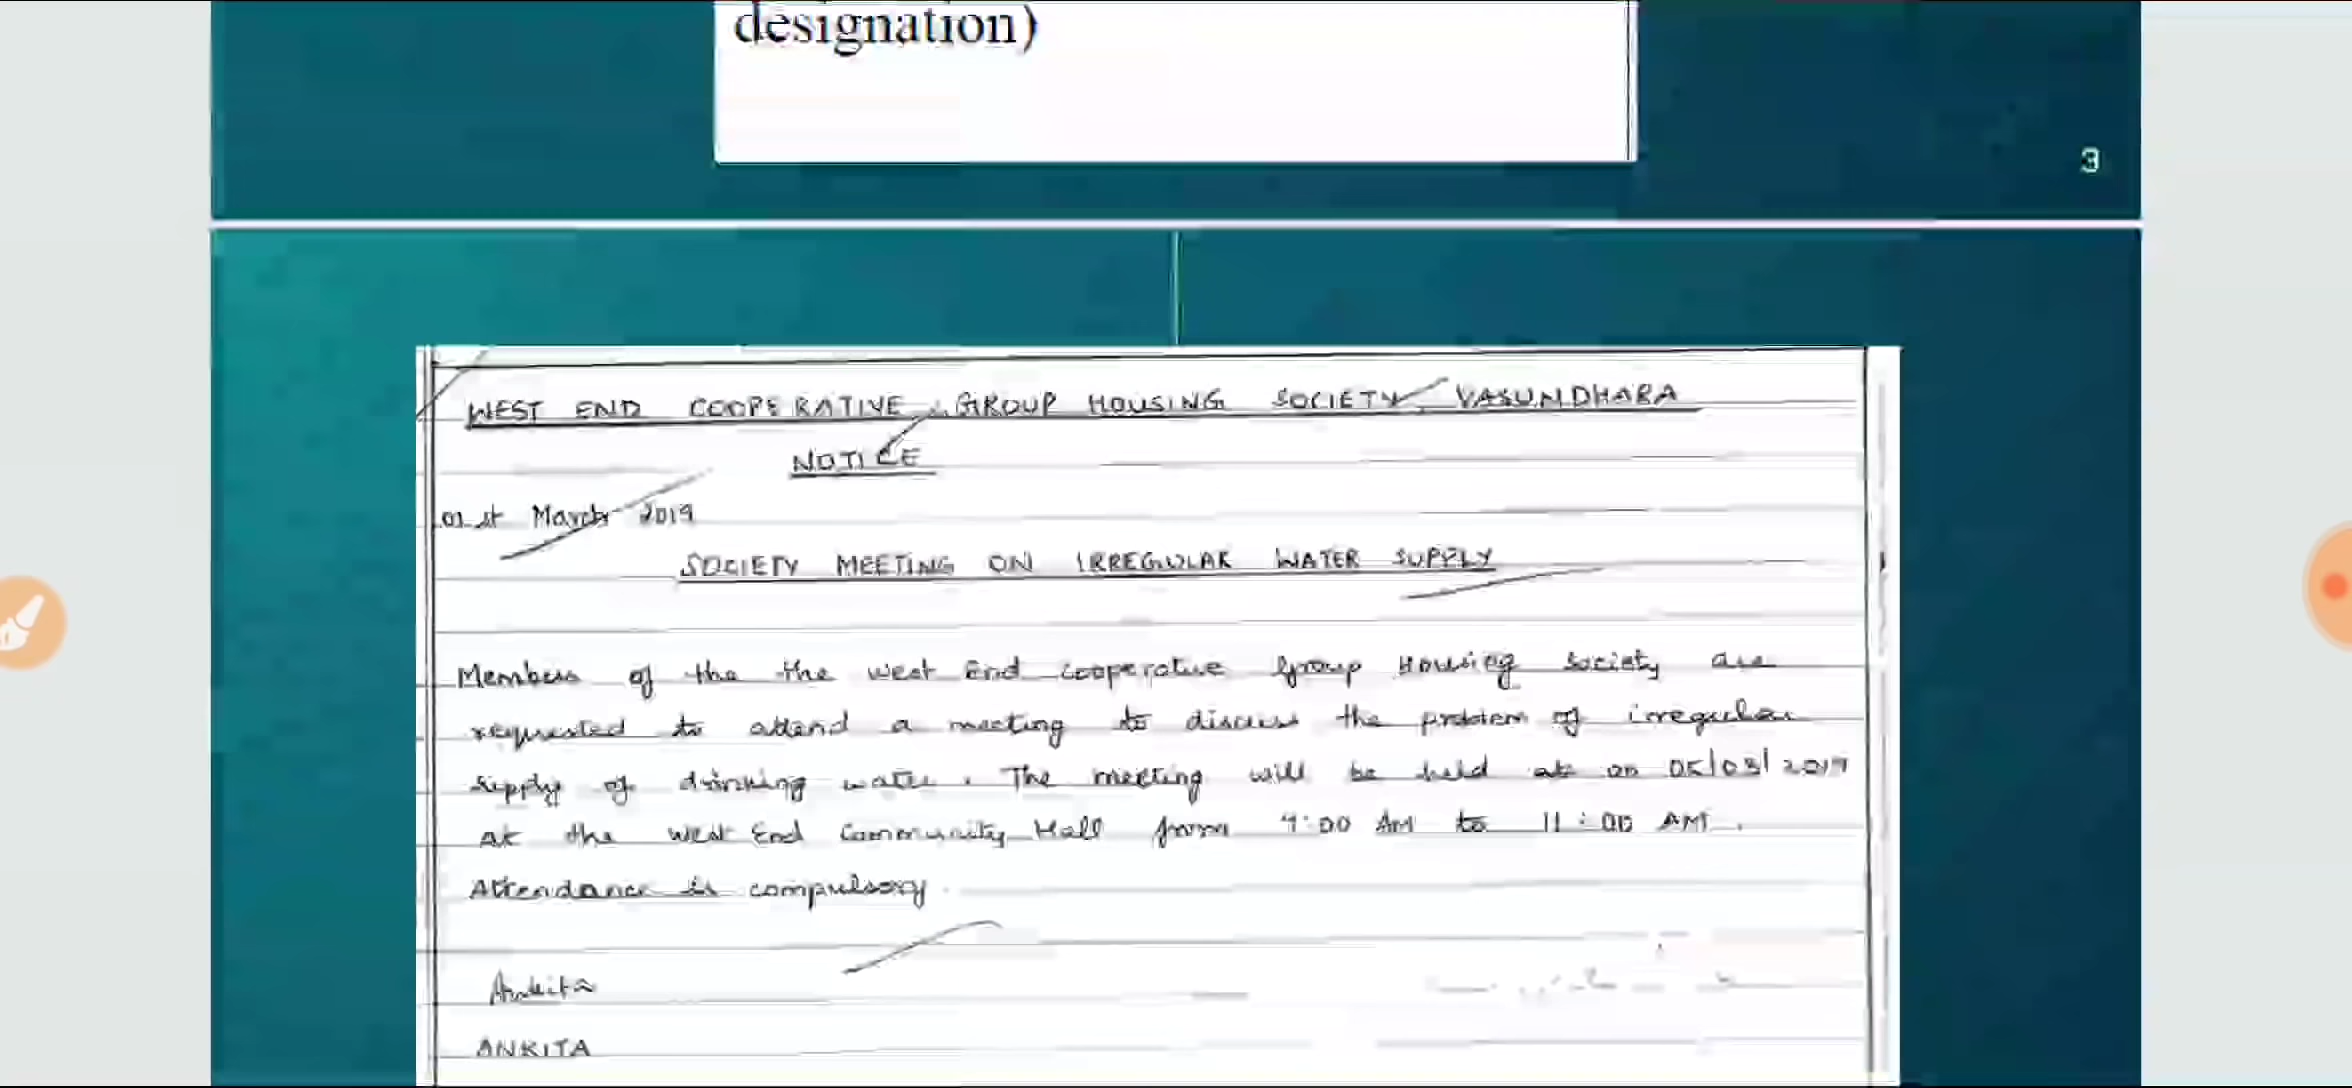 designation)
3
WEST END COOPERATIVE GROUP HOUSING SOCIETY, VASUNDHARA
NOTICE
01st March 2019
SOCIETY MEETING ON IRREGULAR WATER SUPPLY
Members of the the West End Cooperative Group Housing Society are
requested to attend a meeting to discuss the problem of irregular
supply of drinking water. The meeting will be held at on 05/03/2019
at the West End Community Hall from 9:00 AM to 11:00 AM.
Attendance is compulsory.
Ankita
ANKITA